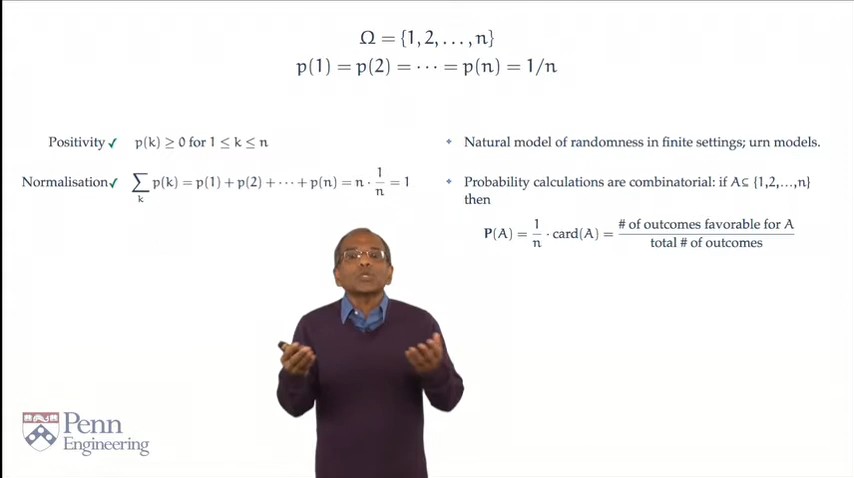 Ω = {1, 2, . . . , n}
p(1) = p(2) = · · · = p(n) = 1/n
Positivity ✓ p(k) ≥ 0 for 1 ≤ k ≤ n
Normalisation ✓ ∑_k p(k) = p(1) + p(2) + · · · + p(n) = n · 1/n = 1
Natural model of randomness in finite settings; urn models.
Probability calculations are combinatorial: if A⊆ {1,2,...,n}
then
P(A) = 1/n · card(A) = # of outcomes favorable for A / total # of outcomes
Penn
Engineering